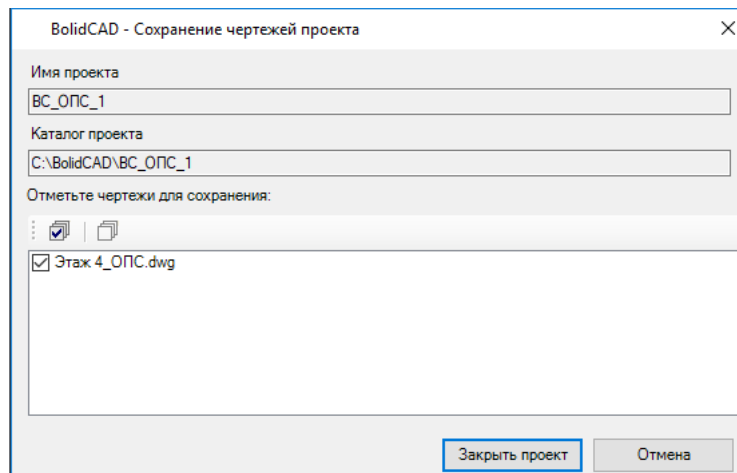 BolidCAD - Сохранение чертежей проекта
Имя проекта
ВС_ОПС_1
Каталог проекта
C:\BolidCAD\ВС_ОПС_1
Отметьте чертежи для сохранения:
Этаж 4_ОПС.dwg
Закрыть проект Отмена